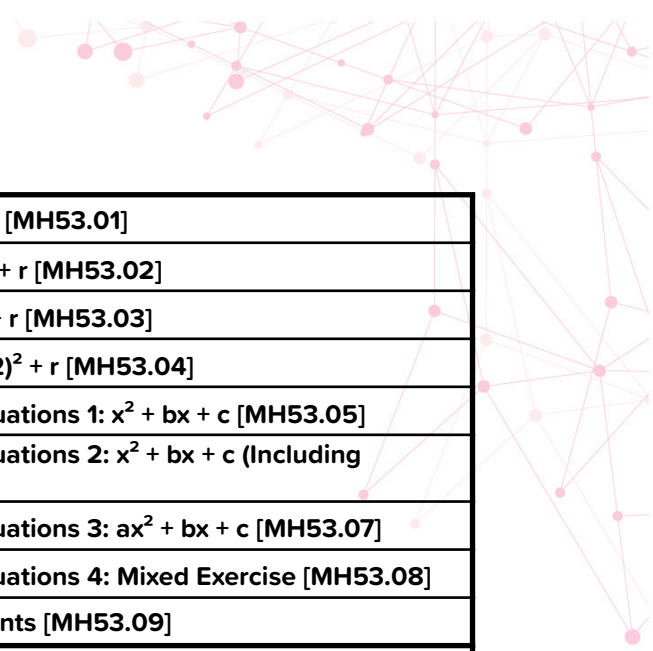 [MH53.01]
+ r [MH53.02]
r [MH53.03]
)² + r [MH53.04]
uations 1: x² + bx + c [MH53.05]
uations 2: x² + bx + c (Including
uations 3: ax² + bx + c [MH53.07]
uations 4: Mixed Exercise [MH53.08]
nts [MH53.09]